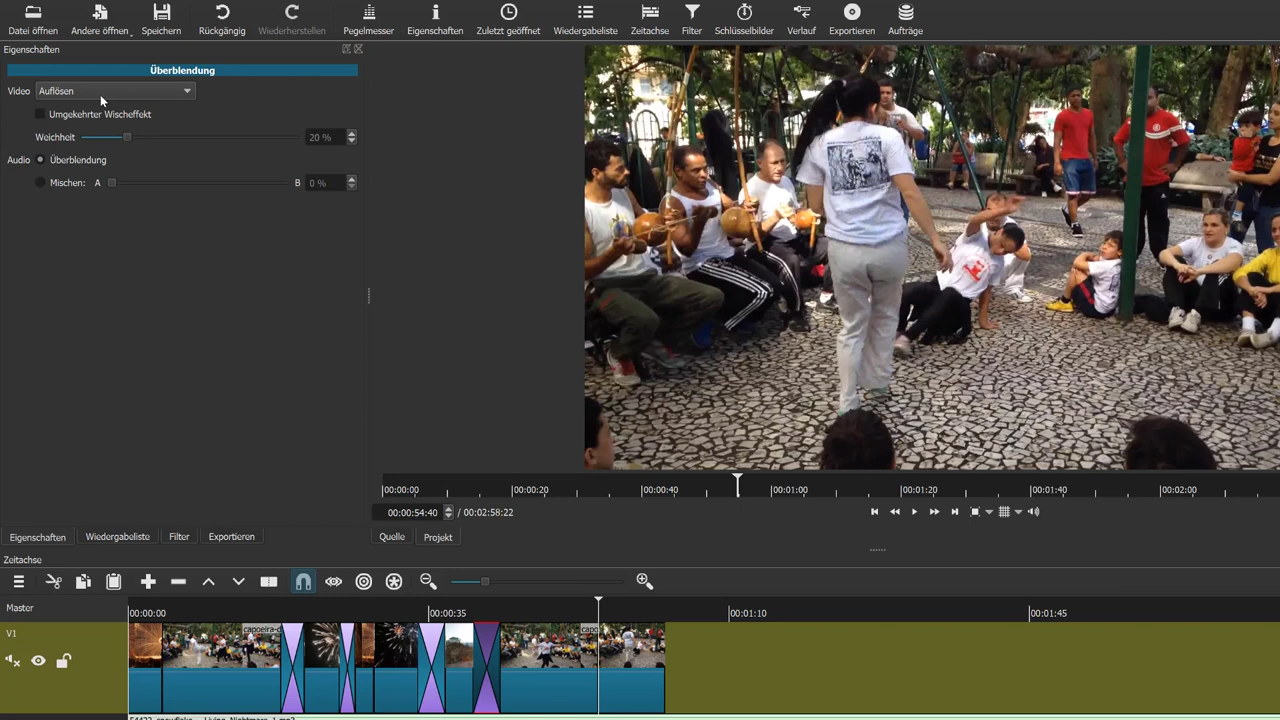 Datei öffnen Andere öffnen Speichern Rückgängig Wiederherstellen Pegelmesser Eigenschaften Zuletzt geöffnet Wiedergabeliste Zeitachse Filter Schlüsselbilder Verlauf Exportieren Aufträge
Eigenschaften
Überblendung
Video Auflösen
Umgekehrter Wischeffekt
Weichheit 20 %
Audio Überblendung
Mischen: A B 0 %
00:00:00 00:00:20 00:00:40 00:01:00 00:01:20 00:01:40 00:02:00
00:00:54:40 / 00:02:58:22
Eigenschaften Wiedergabeliste Filter Exportieren Quelle Projekt
Zeitachse
Master 00:00:00 00:00:35 00:01:10 00:01:45
V1 capoeira-d capo